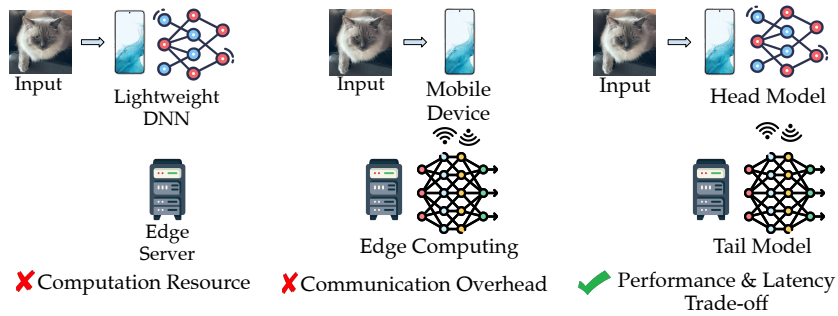 Input
Lightweight
DNN
Edge
Server
✘ Computation Resource
Input
Mobile
Device
Edge Computing
✘ Communication Overhead
Input
Head Model
Tail Model
✔ Performance & Latency
Trade-off